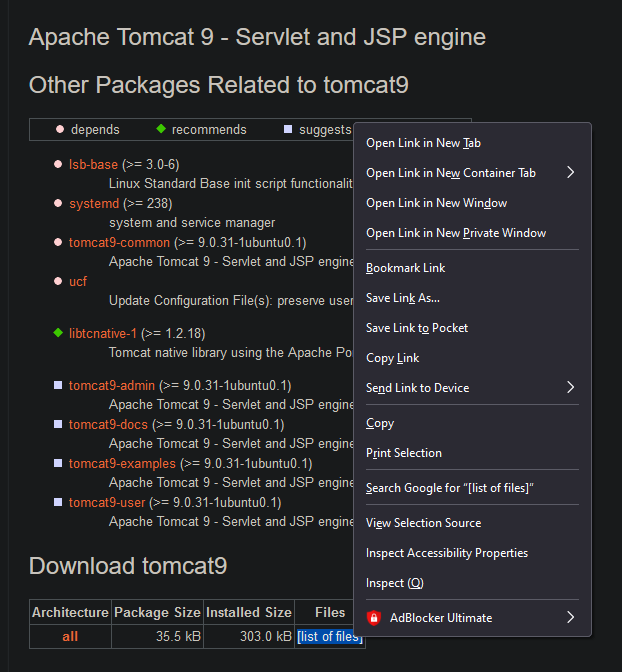 Apache Tomcat 9 - Servlet and JSP engine
Other Packages Related to tomcat9
depends recommends suggests
lsb-base (>= 3.0-6)
Linux Standard Base init script functionalit
systemd (>= 238)
system and service manager
tomcat9-common (>= 9.0.31-1ubuntu0.1)
Apache Tomcat 9 - Servlet and JSP engine
ucf
Update Configuration File(s): preserve user
libtcnative-1 (>= 1.2.18)
Tomcat native library using the Apache Po
tomcat9-admin (>= 9.0.31-1ubuntu0.1)
Apache Tomcat 9 - Servlet and JSP engine
tomcat9-docs (>= 9.0.31-1ubuntu0.1)
Apache Tomcat 9 - Servlet and JSP engine
tomcat9-examples (>= 9.0.31-1ubuntu0.1)
Apache Tomcat 9 - Servlet and JSP engine
tomcat9-user (>= 9.0.31-1ubuntu0.1)
Apache Tomcat 9 - Servlet and JSP engine
Download tomcat9
Architecture Package Size Installed Size Files
all 35.5 kB 303.0 kB [list of files]
Open Link in New Tab
Open Link in New Container Tab
Open Link in New Window
Open Link in New Private Window
Bookmark Link
Save Link As...
Save Link to Pocket
Copy Link
Send Link to Device
Copy
Print Selection
Search Google for “[list of files]”
View Selection Source
Inspect Accessibility Properties
Inspect (Q)
AdBlocker Ultimate